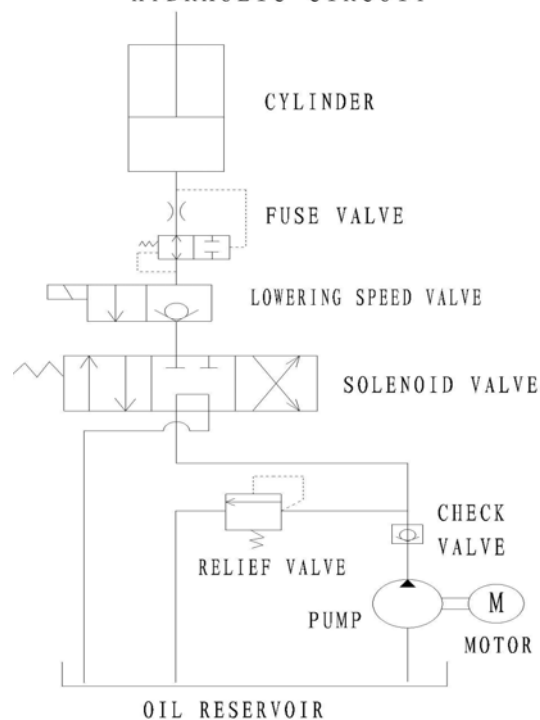 CYLINDER
FUSE VALVE
LOWERING SPEED VALVE
SOLENOID VALVE
CHECK
VALVE
RELIEF VALVE
PUMP
M
MOTOR
OIL RESERVOIR